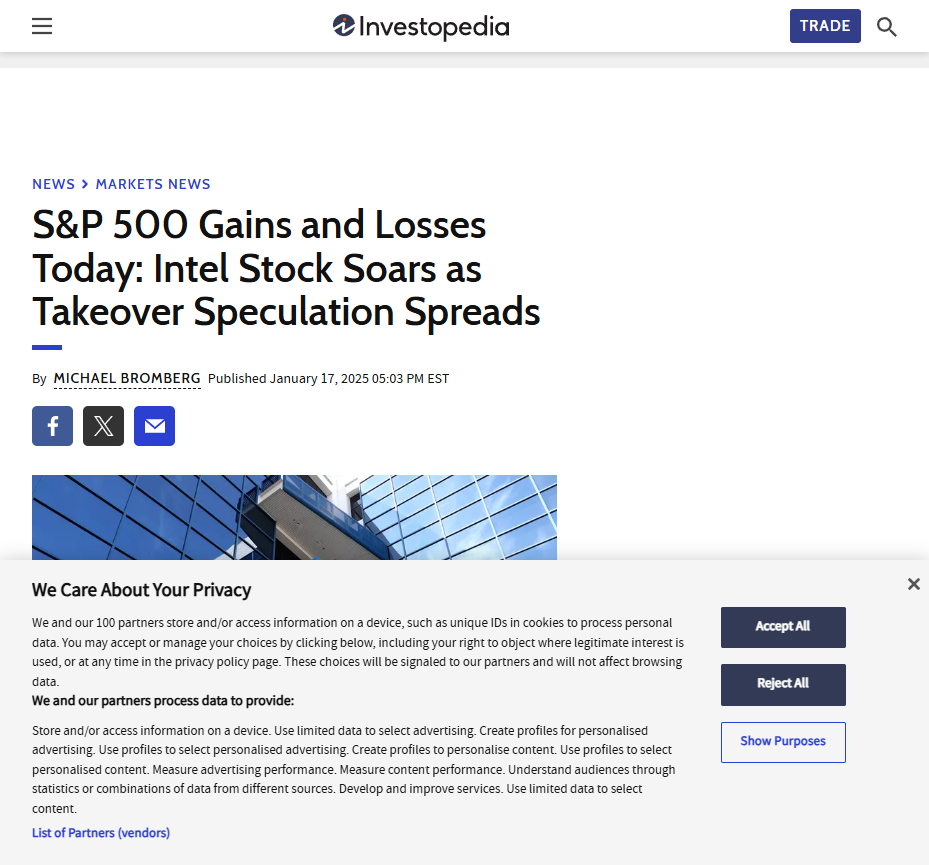 Investopedia
TRADE
NEWS > MARKETS NEWS
S&P 500 Gains and Losses
Today: Intel Stock Soars as
Takeover Speculation Spreads
By MICHAEL BROMBERG Published January 17, 2025 05:03 PM EST
We Care About Your Privacy
We and our 100 partners store and/or access information on a device, such as unique IDs in cookies to process personal
data. You may accept or manage your choices by clicking below, including your right to object where legitimate interest is
used, or at any time in the privacy policy page. These choices will be signaled to our partners and will not affect browsing
data.
We and our partners process data to provide:
Store and/or access information on a device. Use limited data to select advertising. Create profiles for personalised
advertising. Use profiles to select personalised advertising. Create profiles to personalise content. Use profiles to select
personalised content. Measure advertising performance. Measure content performance. Understand audiences through
statistics or combinations of data from different sources. Develop and improve services. Use limited data to select
content.
List of Partners (vendors)
Accept All
Reject All
Show Purposes